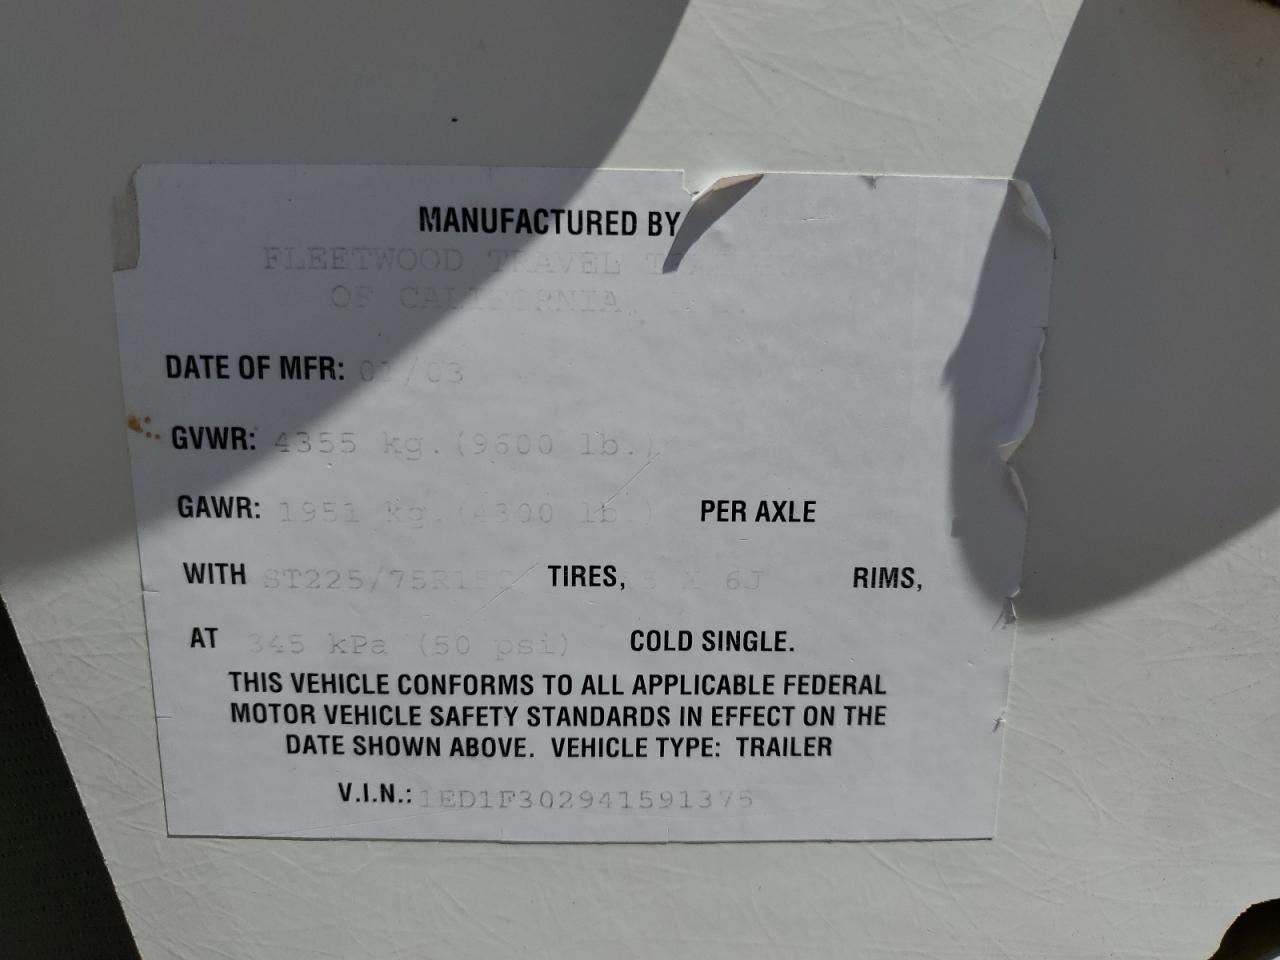 MANUFACTURED BY
FLEETWOOD TRAVEL
OF CALIFORNIA,
DATE OF MFR: 01/03
GVWR: 4355 kg.(9600 lb.)
GAWR: 1951 kg.(4300 lb.) PER AXLE
WITH ST225/75R15C TIRES, X 6J RIMS,
AT 345 kPa (50 psi) COLD SINGLE.
THIS VEHICLE CONFORMS TO ALL APPLICABLE FEDERAL
MOTOR VEHICLE SAFETY STANDARDS IN EFFECT ON THE
DATE SHOWN ABOVE. VEHICLE TYPE: TRAILER
V.I.N.: 1ED1F302941591375